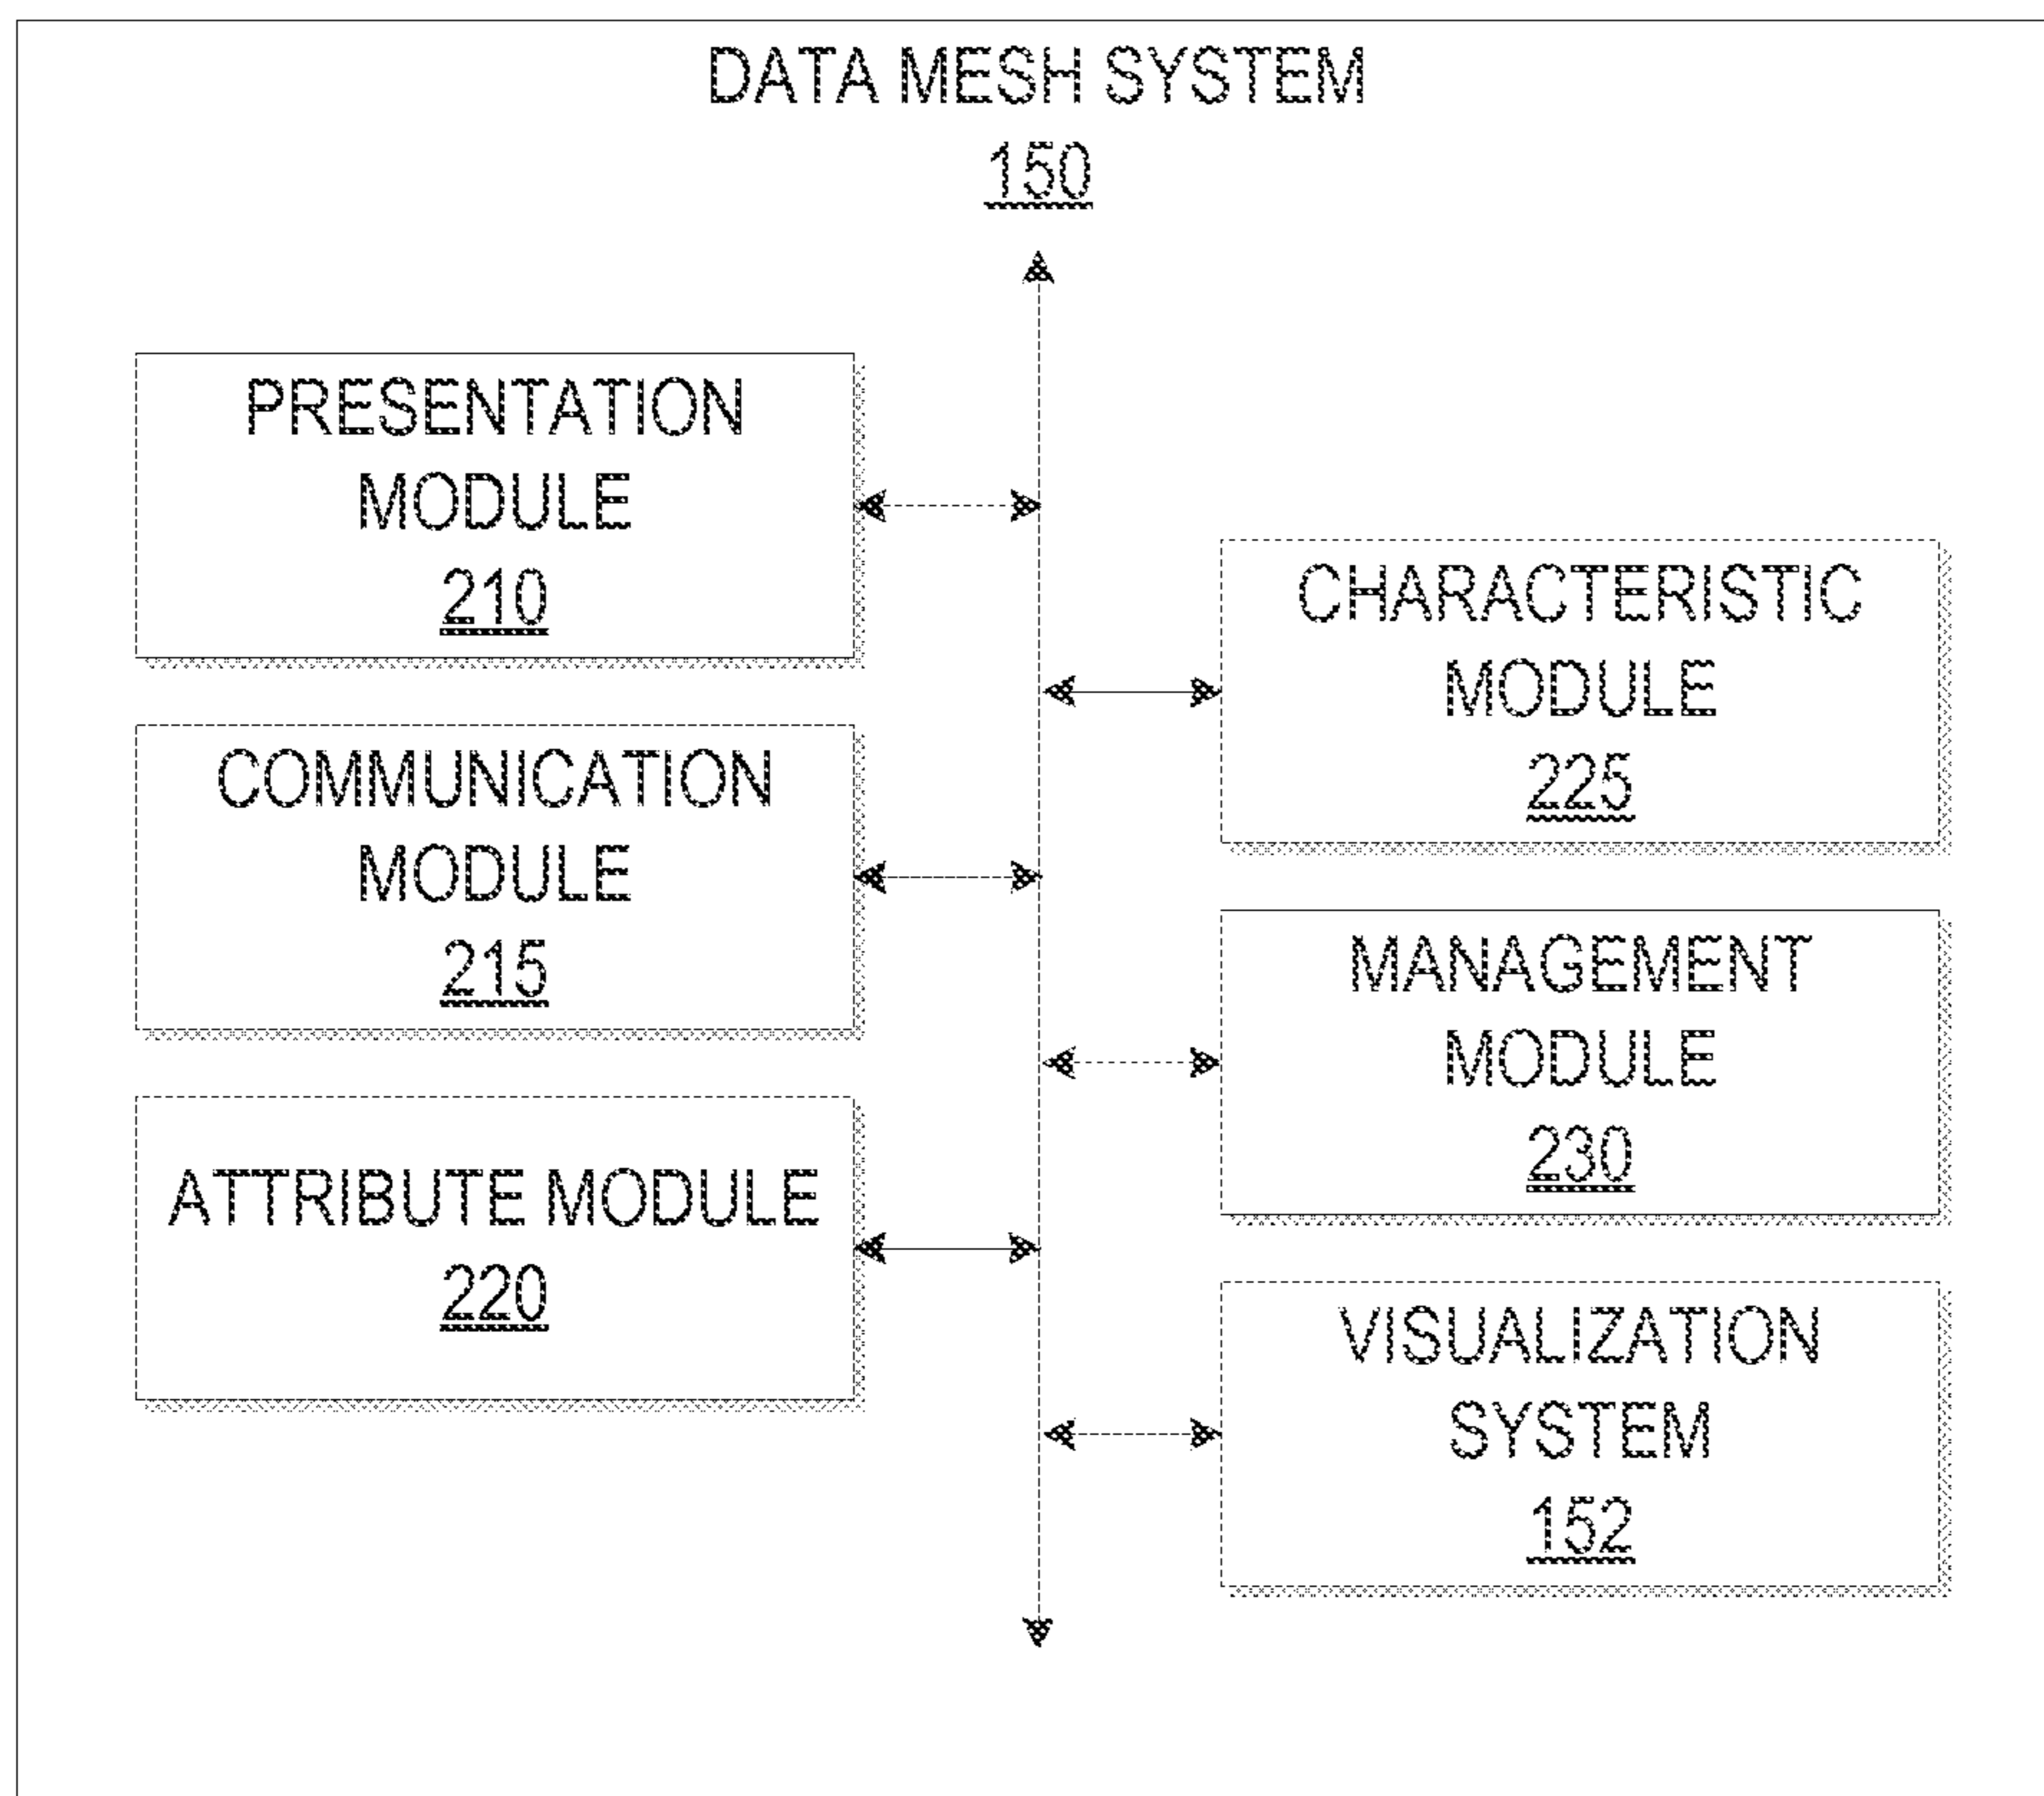 DATA MESH SYSTEM
150
PRESENTATION
MODULE
210
COMMUNICATION
MODULE
215
ATTRIBUTE MODULE
220
CHARACTERISTIC
MODULE
225
MANAGEMENT
MODULE
230
VISUALIZATION
SYSTEM
152